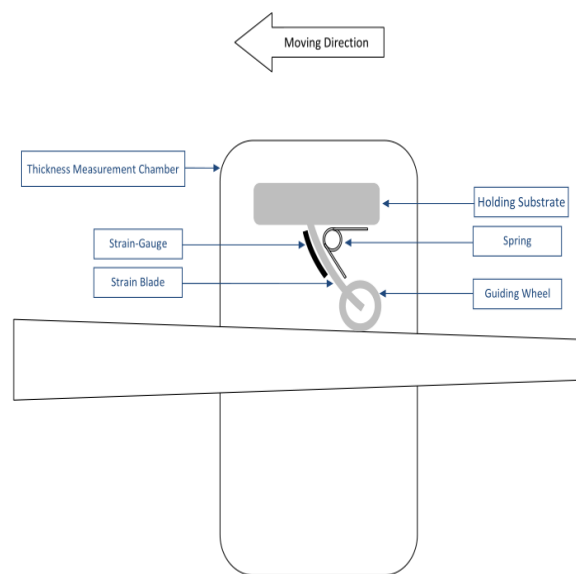 Moving Direction
Thickness Measurement Chamber
Holding Substrate
Strain-Gauge
Spring
Strain Blade
Guiding Wheel